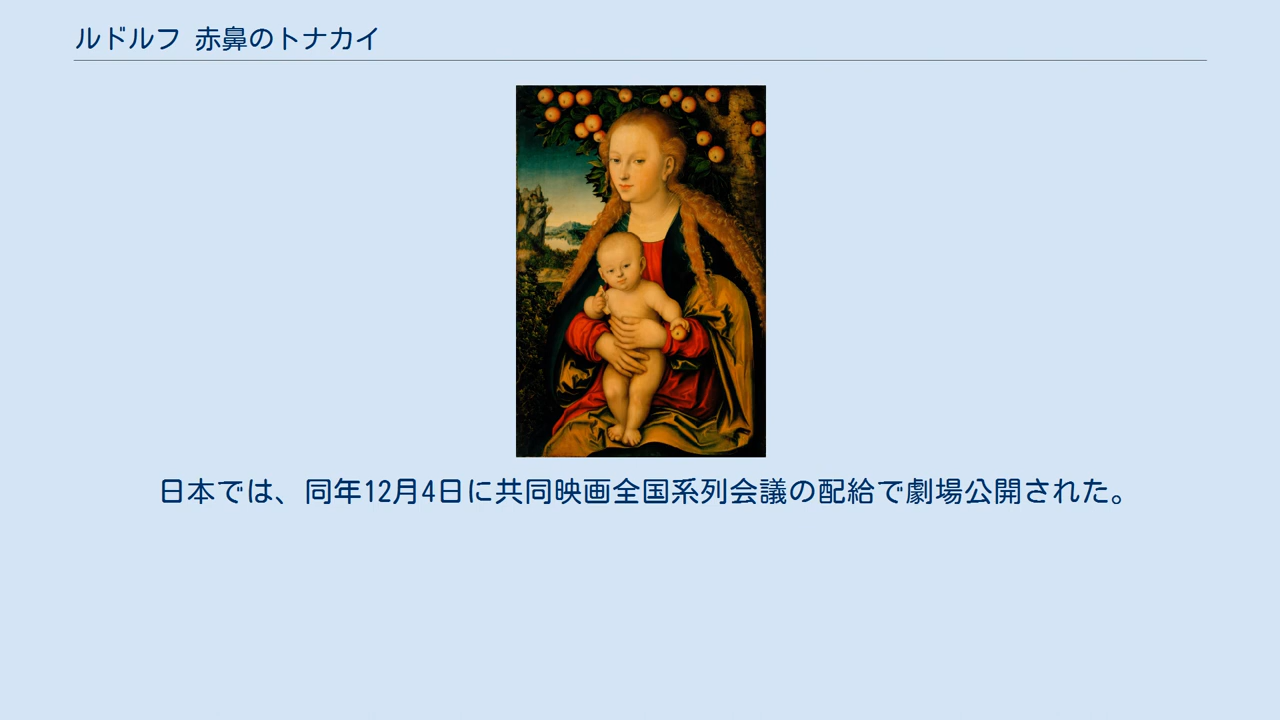 ルドルフ 赤鼻のトナカイ
日本では、同年12月4日に共同映画全国系列会議の配給で劇場公開された。